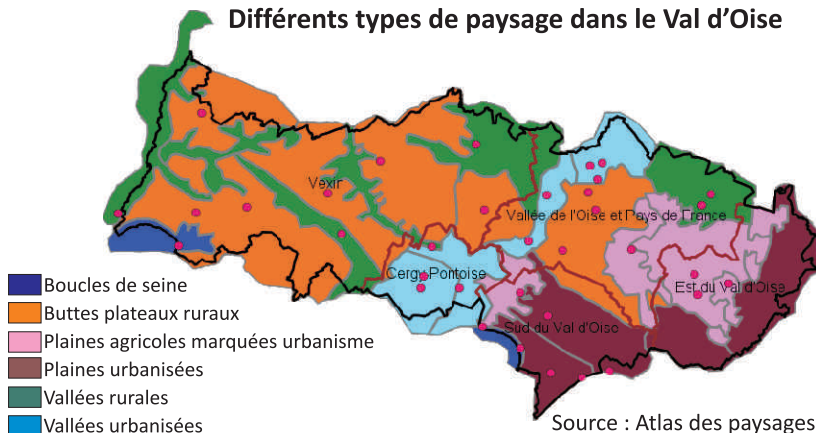 Différents types de paysage dans le Val d'Oise
Vexin
Vallée de l'Oise et Pays de France
Cergy-Pontoise
Est du Val d'Oise
Sud du Val d'Oise
Boucles de seine
Buttes plateaux ruraux
Plaines agricoles marquées urbanisme
Plaines urbanisées
Vallées rurales
Vallées urbanisées
Source : Atlas des paysages